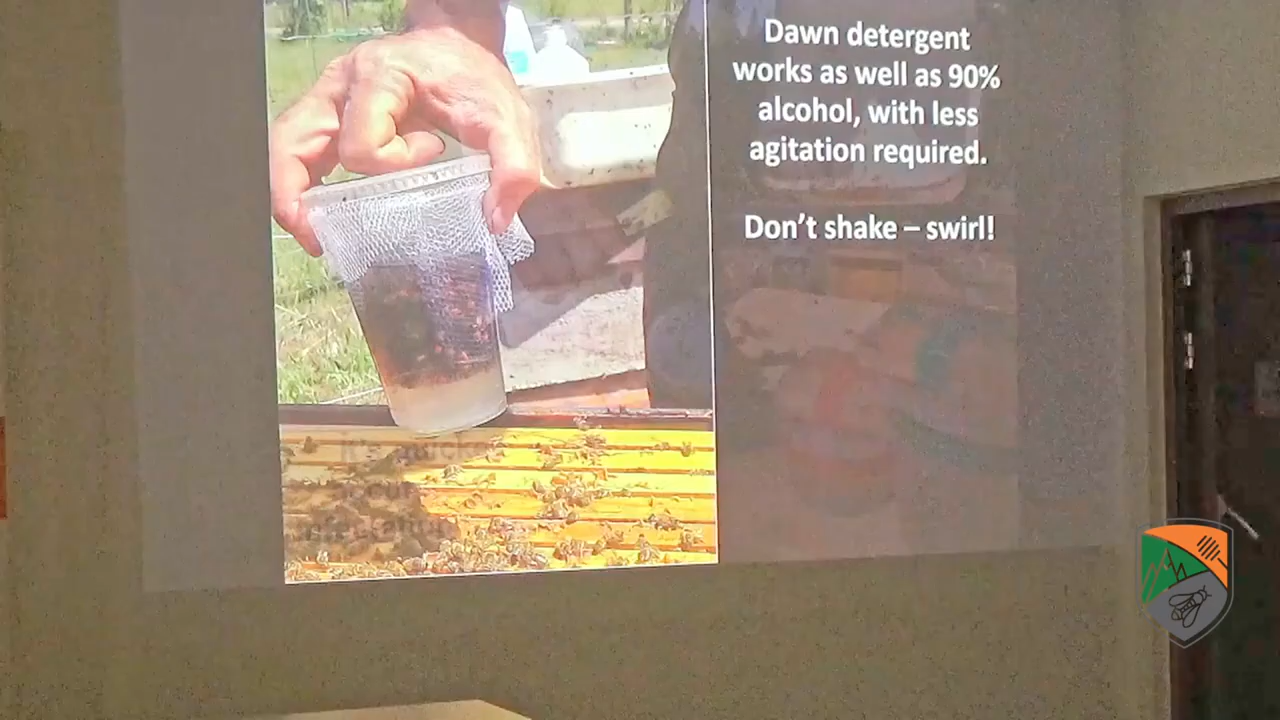 Dawn detergent
works as well as 90%
alcohol, with less
agitation required.
Don't shake – swirl!